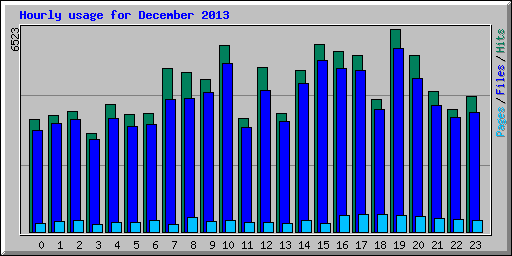 Hourly usage for December 2013
6523
Pages/Files/Hits
0 1 2 3 4 5 6 7 8 9 10 11 12 13 14 15 16 17 18 19 20 21 22 23